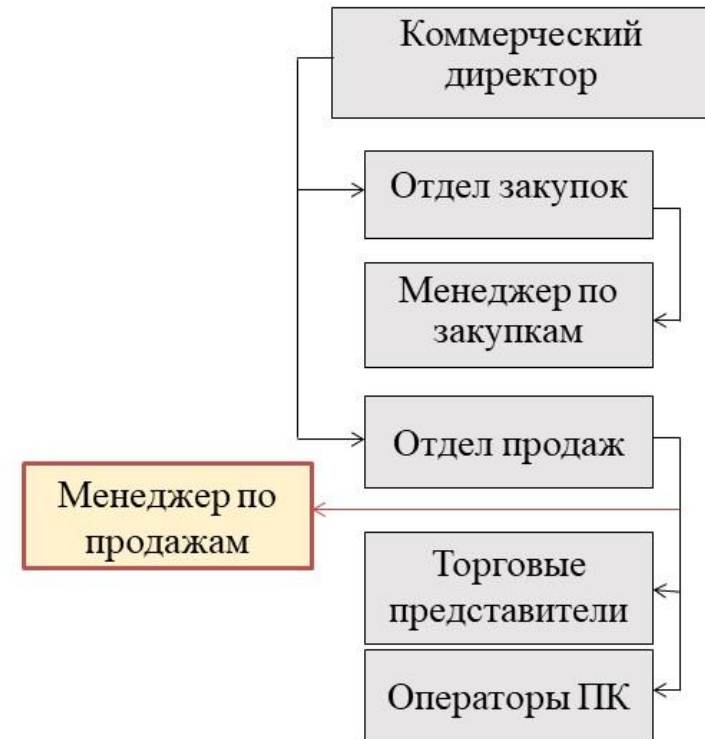 Коммерческий
директор
Отдел закупок
Менеджер по
закупкам
Отдел продаж
Менеджер по
продажам
Торговые
представители
Операторы ПК